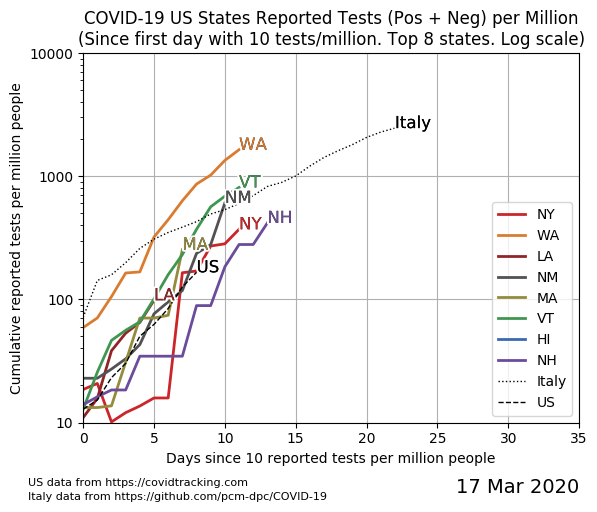 COVID-19 US States Reported Tests (Pos + Neg) per Million
(Since first day with 10 tests/million. Top 8 states. Log scale)
Cumulative reported tests per million people
10000
1000
100
10
Italy
WA
VT
NM
NY
NH
MA
US
LA
NY
WA
LA
NM
MA
VT
HI
NH
Italy
US
0 5 10 15 20 25 30 35
Days since 10 reported tests per million people
US data from https://covidtracking.com
Italy data from https://github.com/pcm-dpc/COVID-19
17 Mar 2020